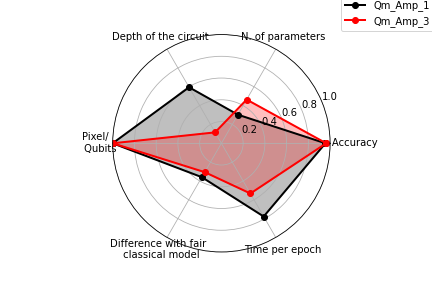 Qm_Amp_1
Qm_Amp_3
Depth of the circuit
N. of parameters
1.0
0.8
0.6
0.4
0.2
Pixel/
Qubits
Accuracy
Difference with fair
classical model
Time per epoch